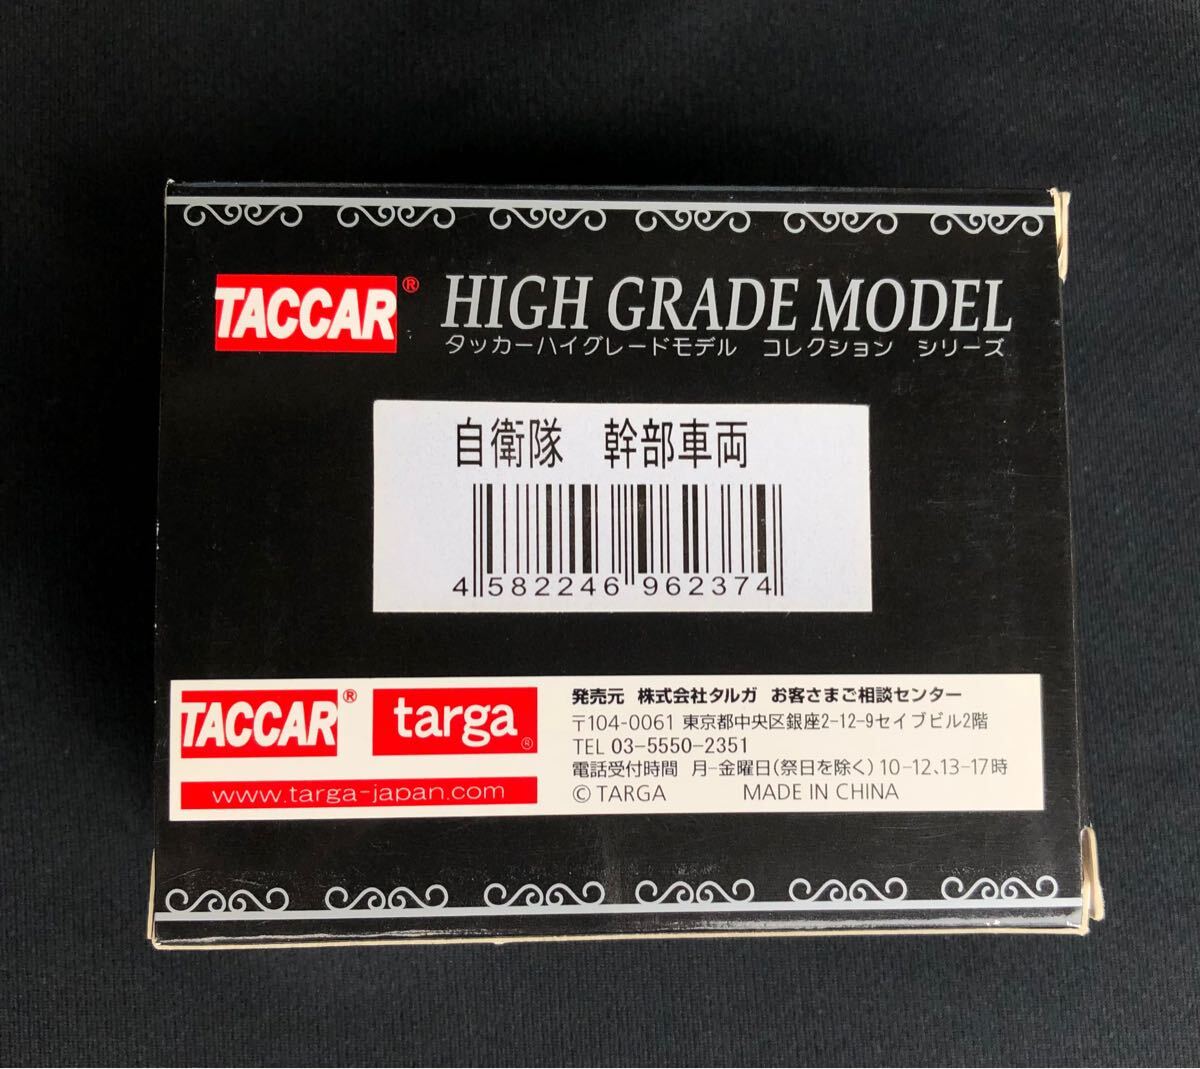 TACCAR® HIGH GRADE MODEL
タッカーハイグレードモデル コレクション シリーズ
自衛隊 幹部車両
4 582246 962374
TACCAR® targa®
www.targa-japan.com
発売元 株式会社タルガ お客さまご相談センター
〒104-0061 東京都中央区銀座2-12-9セイブビル2階
TEL 03-5550-2351
電話受付時間 月-金曜日(祭日を除く)10-12、13-17時
© TARGA MADE IN CHINA